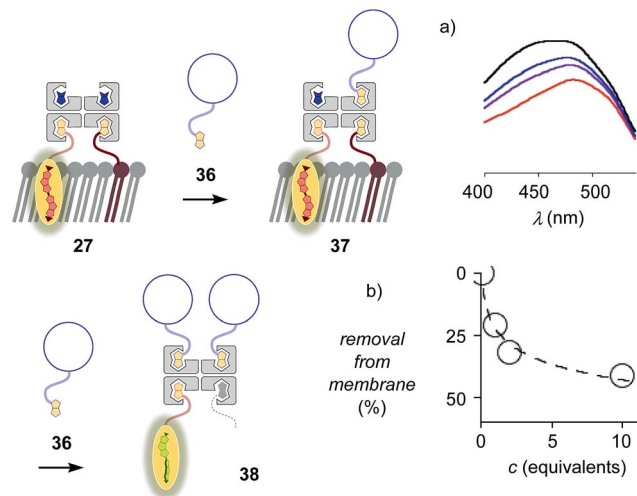 a)
36
27
37
400
450
500
λ (nm)
b)
removal
from
membrane
(%)
0
25
50
0
5
10
c (equivalents)
36
38